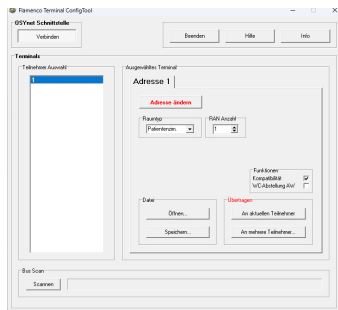 Flamenco Terminal ConfigTool
OSYnet Schnittstelle
Verbinden
Beenden
Hilfe
Info
Terminals
Teilnehmer Auswahl
1
Ausgewähltes Terminal
Adresse 1
Adresse ändern
Raumtyp
Patientenzim.
RAN Anzahl
1
Funktionen
Kompatibilität
WC-Abstellung AW
Datei
Öffnen...
Speichern...
Übertragen
An aktuellen Teilnehmer
An mehrere Teilnehmer...
Bus Scan
Scannen